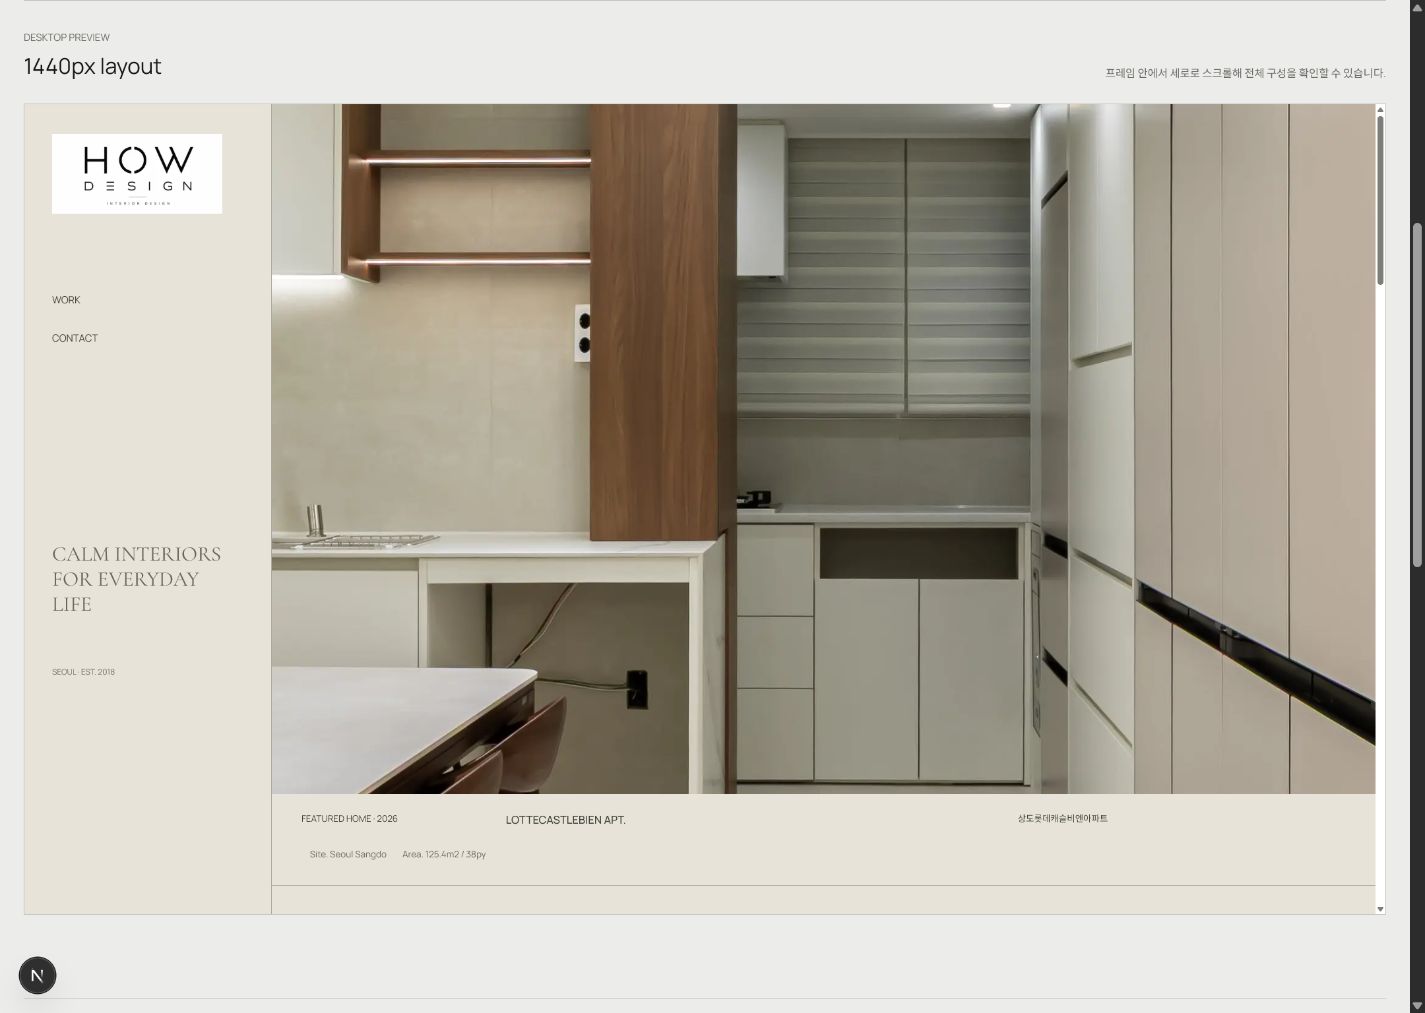 DESKTOP PREVIEW
1440px layout
프레임 안에서 세로로 스크롤해 전체 구성을 확인할 수 있습니다.
HOW
DESIGN
INTERIOR DESIGN
WORK
CONTACT
CALM INTERIORS
FOR EVERYDAY
LIFE
SEOUL · EST. 2018
FEATURED HOME · 2026
LOTTECASTLEBIEN APT.
상도롯데캐슬비엔아파트
Site. Seoul Sangdo
Area. 125.4m2 / 38py
N